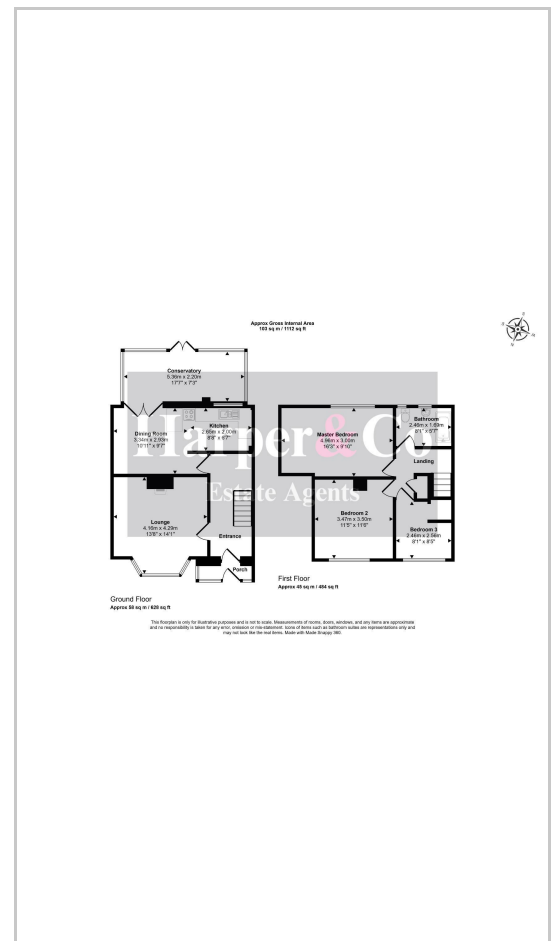 Approx Gross Internal Area
103 sq m / 1112 sq ft
Conservatory
5.36m x 2.20m
17'7" x 7'3"
Dining Room
3.34m x 2.93m
10'11" x 9'7"
Kitchen
2.65m x 2.00m
8'8" x 6'7"
Master Bedroom
4.96m x 3.00m
16'3" x 9'10"
Bathroom
2.46m x 1.69m
8'1" x 5'7"
Landing
Harper & Co
Estate Agents
Lounge
4.16m x 4.29m
13'8" x 14'1"
Entrance
Porch
Bedroom 2
3.47m x 3.50m
11'5" x 11'6"
Bedroom 3
2.46m x 2.56m
8'1" x 8'5"
Ground Floor
Approx 58 sq m / 628 sq ft
First Floor
Approx 45 sq m / 484 sq ft
This floorplan is only for illustrative purposes and is not to scale. Measurements of rooms, doors, windows, and any items are approximate
and no responsibility is taken for any error, omission or mis-statement. Icons of items such as bathroom suites are representations only and
may not look like the real items. Made with Made Snappy 360.